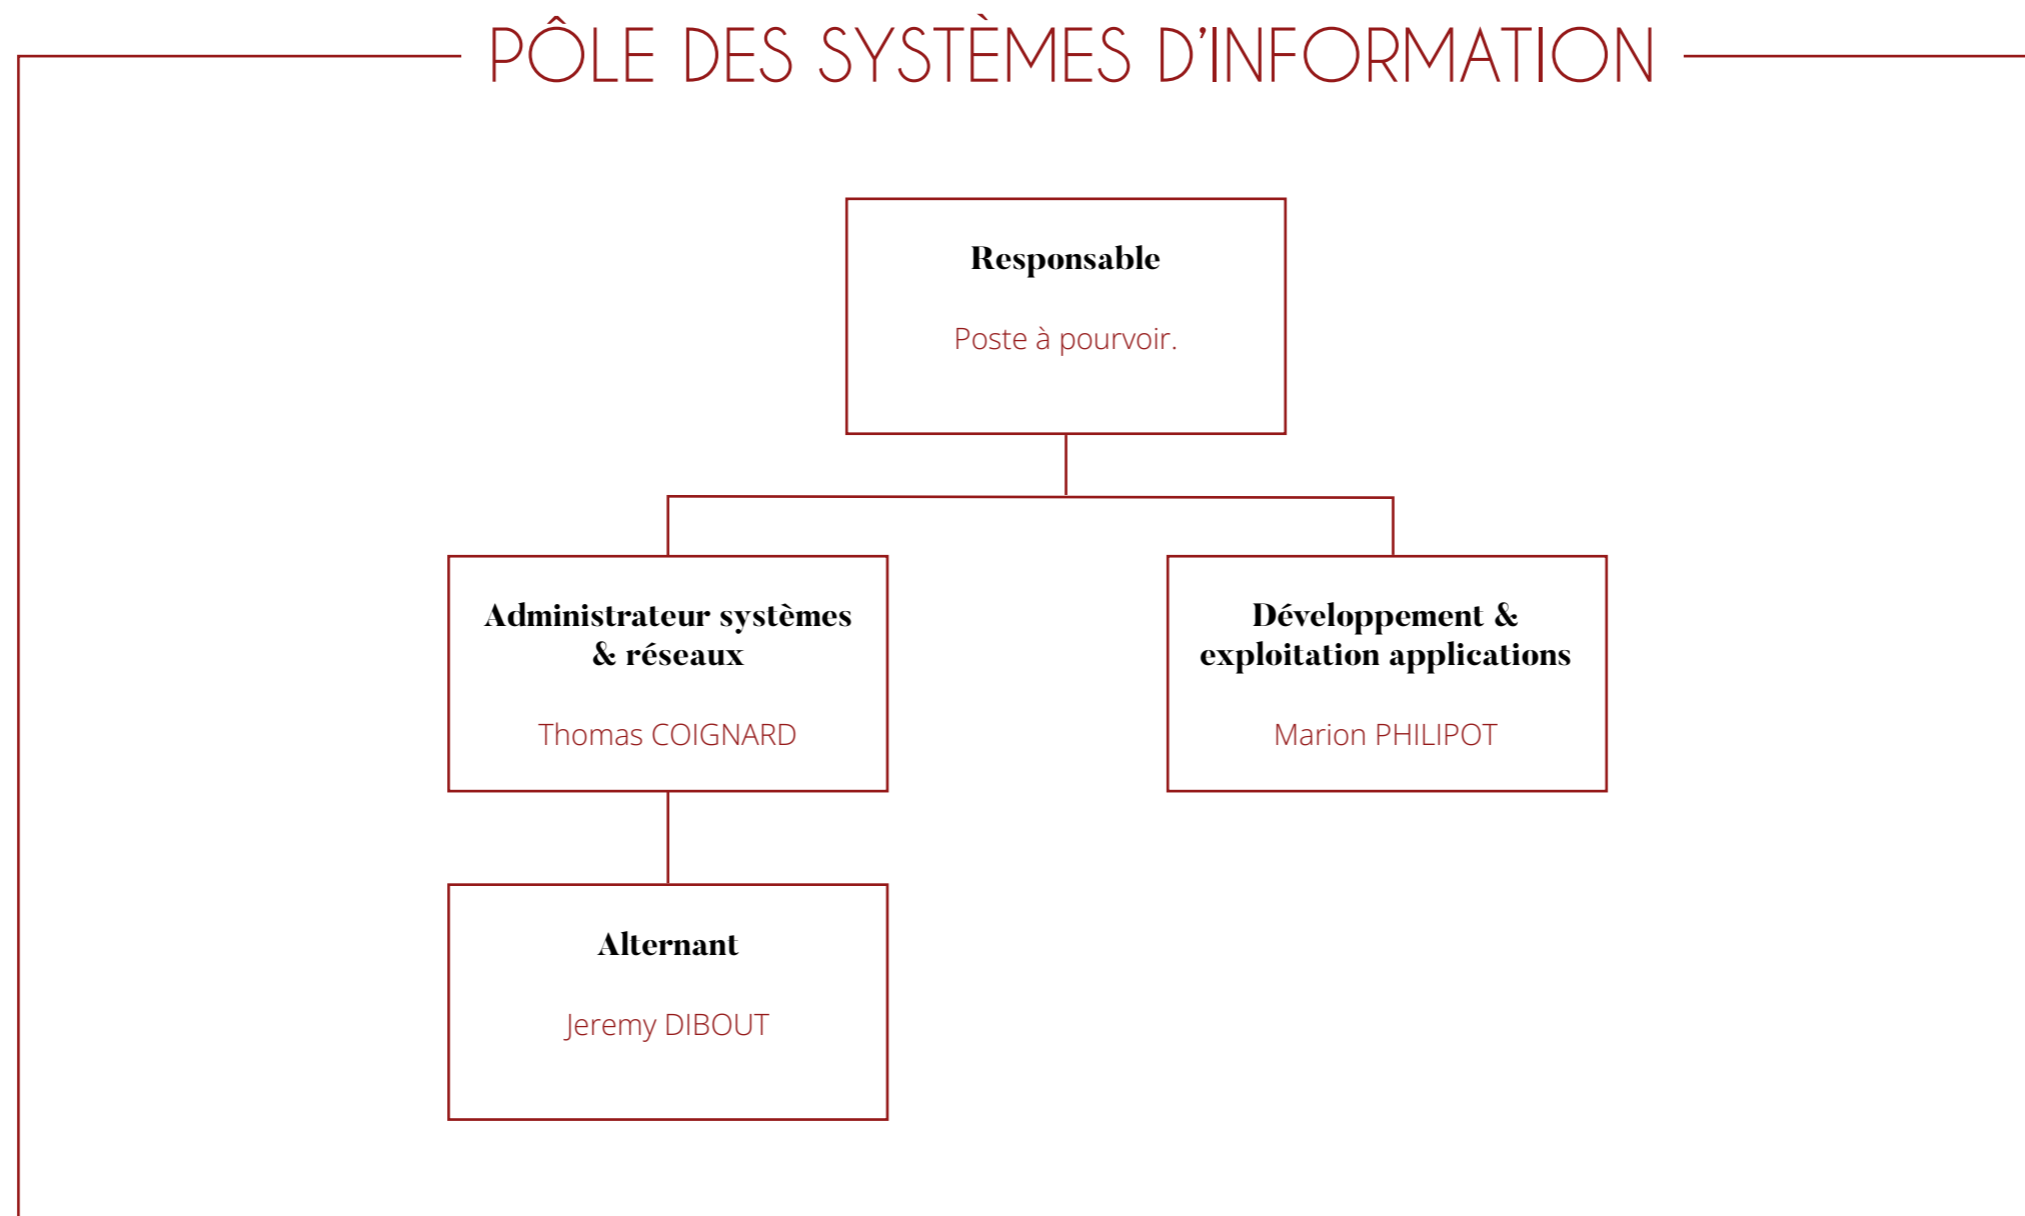 PÔLE DES SYSTÈMES D'INFORMATION
Responsable
Poste à pourvoir.
Administrateur systèmes
& réseaux
Thomas COIGNARD
Développement &
exploitation applications
Marion PHILIPOT
Alternant
Jeremy DIBOUT